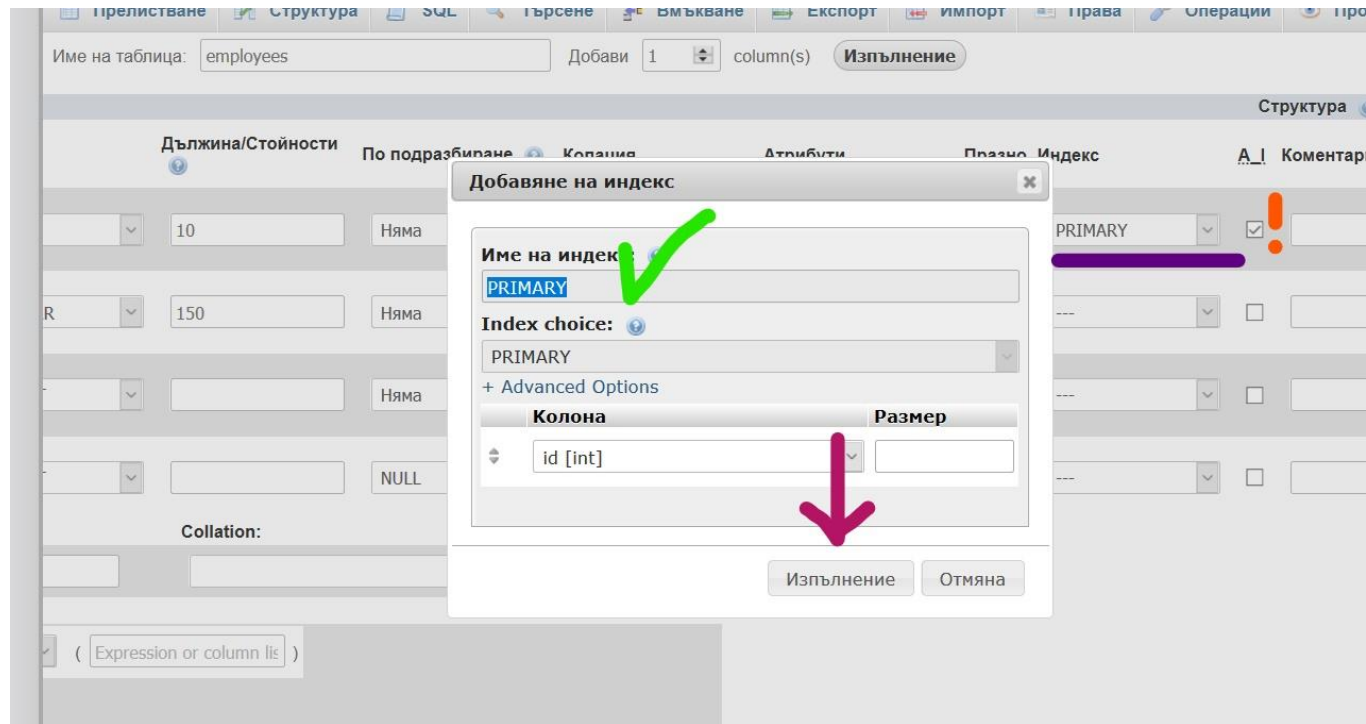 Прелистване Структура SQL Търсене Вмъкване Експорт Импорт Права Операции
Име на таблица: employees Добави 1 column(s) Изпълнение
Структура
Дължина/Стойности По подразбиране Колация Атрибути Празно Индекс A_I
10 Няма PRIMARY
R 150 Няма ---
Няма ---
NULL ---
Collation:
( Expression or column lis )
Добавяне на индекс
Име на индекс:
PRIMARY
Index choice:
PRIMARY
+ Advanced Options
Колона Размер
id [int]
Изпълнение Отмяна